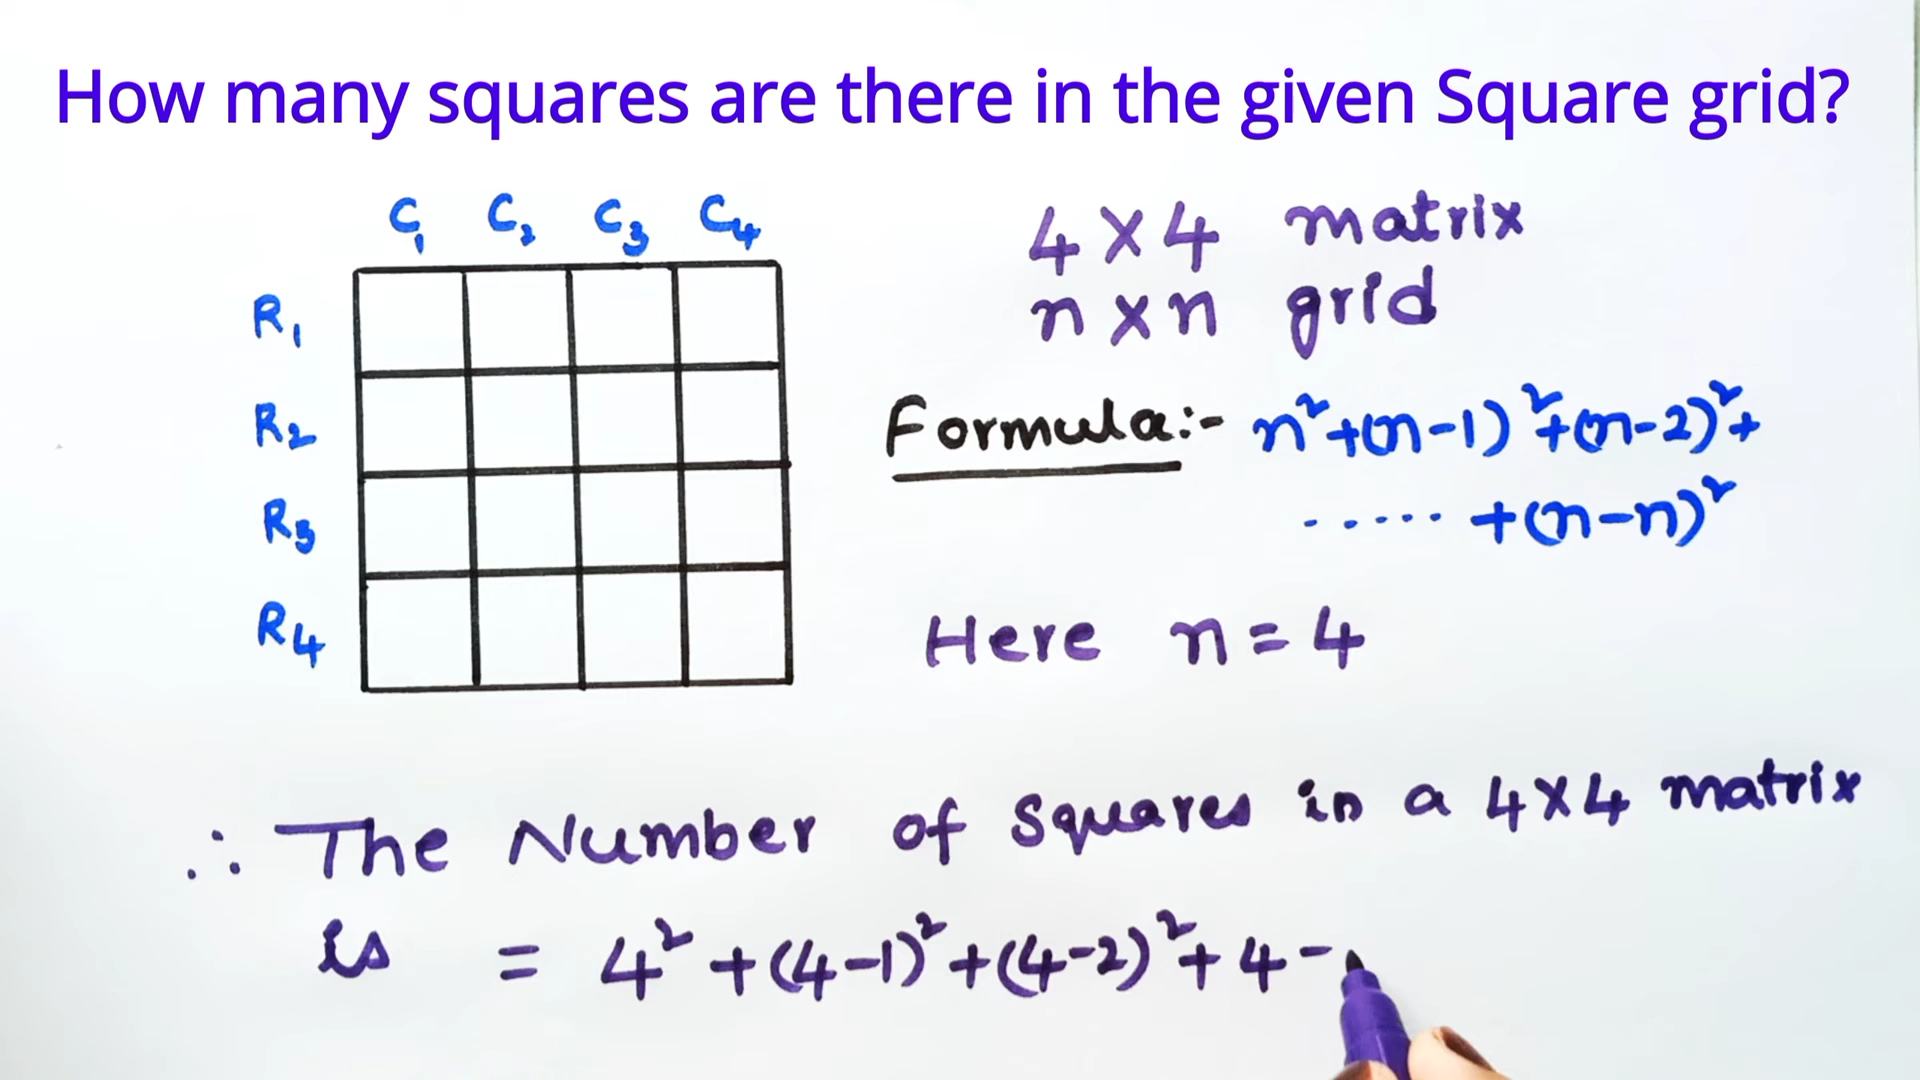 How many squares are there in the given Square grid?
C₁ C₂ C₃ C₄
R₁
R₂
R₃
R₄
4 × 4 matrix
n × n grid
Formula:- n²+(n-1)²+(n-2)²+
..... +(n-n)²
Here n = 4
∴ The Number of Squares in a 4×4 matrix
is = 4² +(4-1)²+(4-2)²+ 4 -